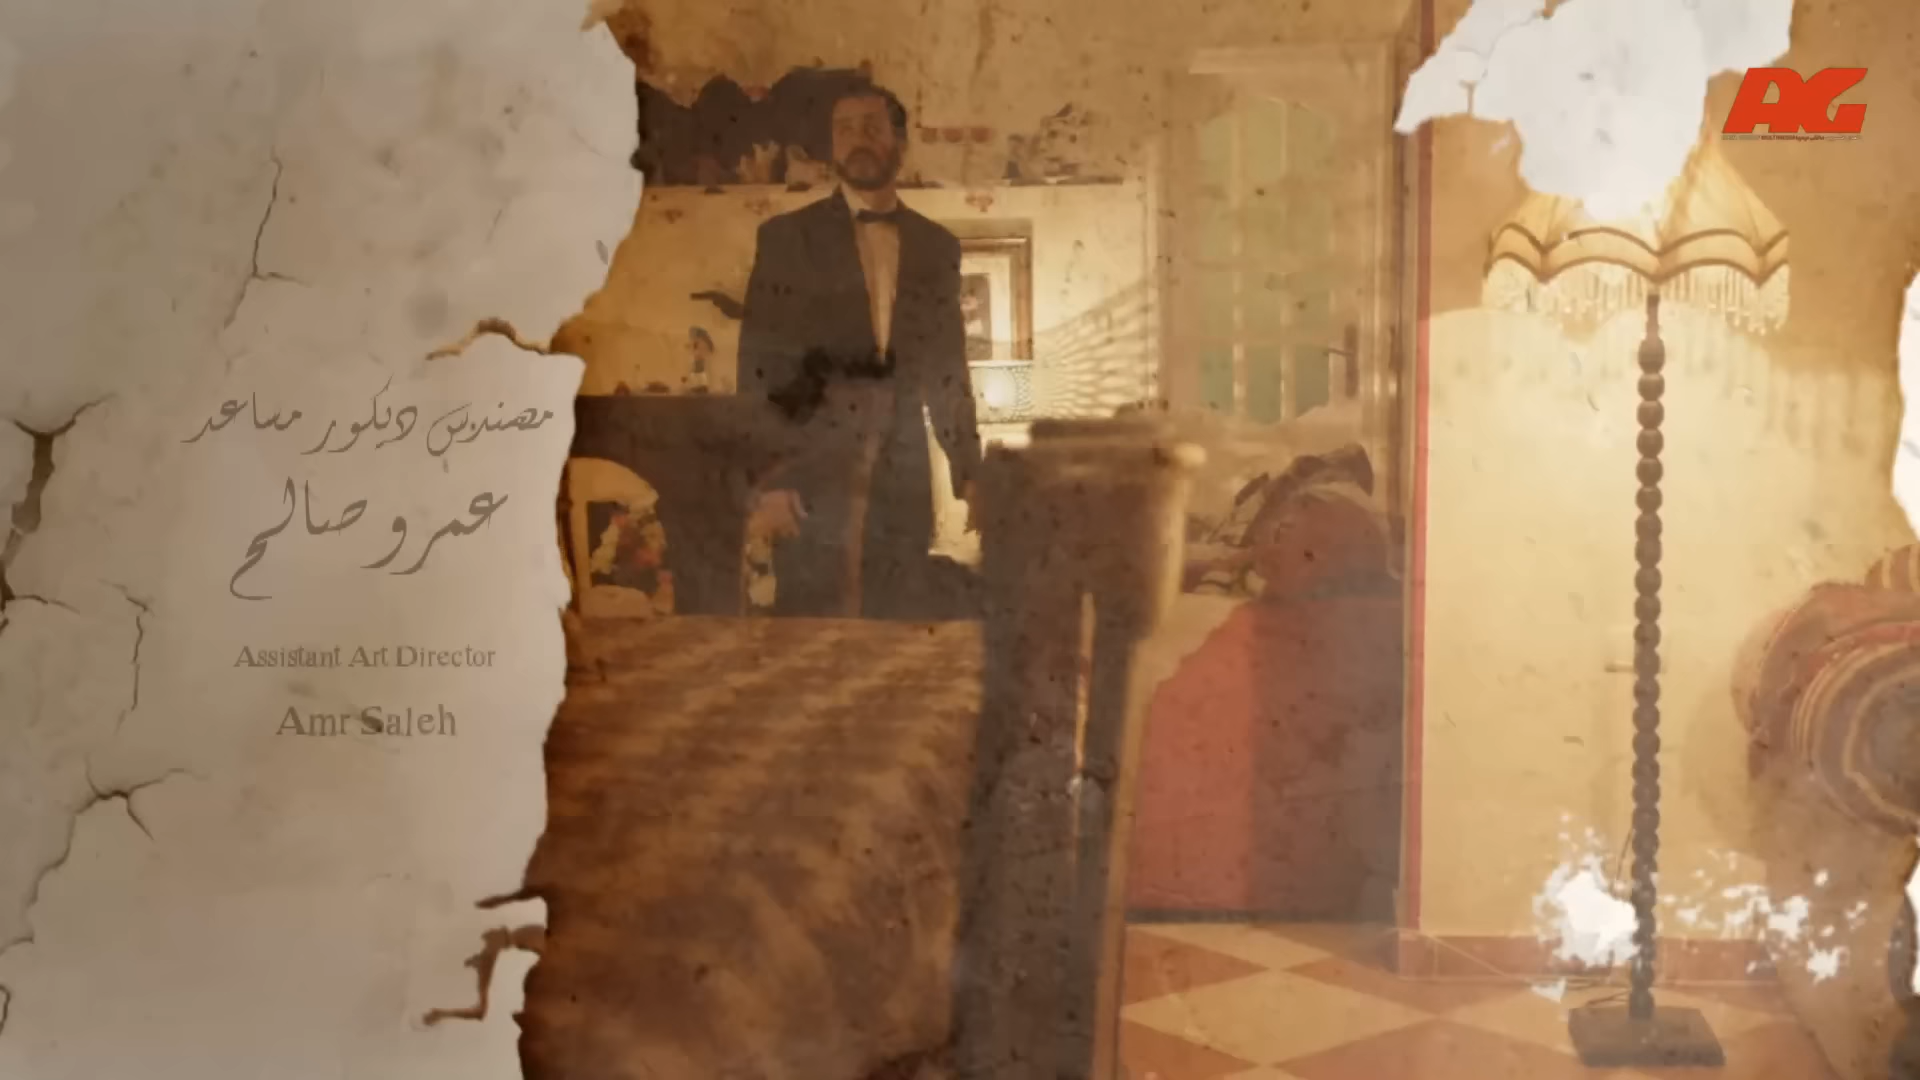 مهندس ديكور مساعد
عمرو صالح
Assistant Art Director
Amr Saleh
AG